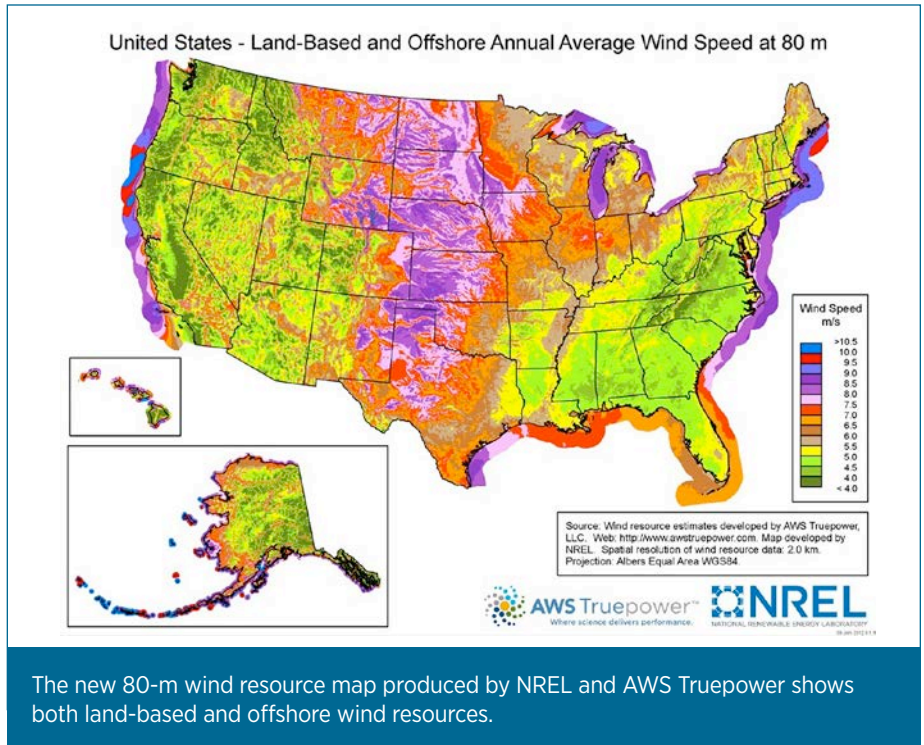 United States - Land-Based and Offshore Annual Average Wind Speed at 80 m
Wind Speed
m/s
>10.5
10.0
9.5
9.0
8.5
8.0
7.5
7.0
6.5
6.0
5.5
5.0
4.5
4.0
< 4.0
Source: Wind resource estimates developed by AWS Truepower,
LLC. Web: http://www.awstruepower.com. Map developed by
NREL. Spatial resolution of wind resource data: 2.0 km.
Projection: Albers Equal Area WGS84.
AWS Truepower™
Where science delivers performance.
NREL
NATIONAL RENEWABLE ENERGY LABORATORY
The new 80-m wind resource map produced by NREL and AWS Truepower shows
both land-based and offshore wind resources.